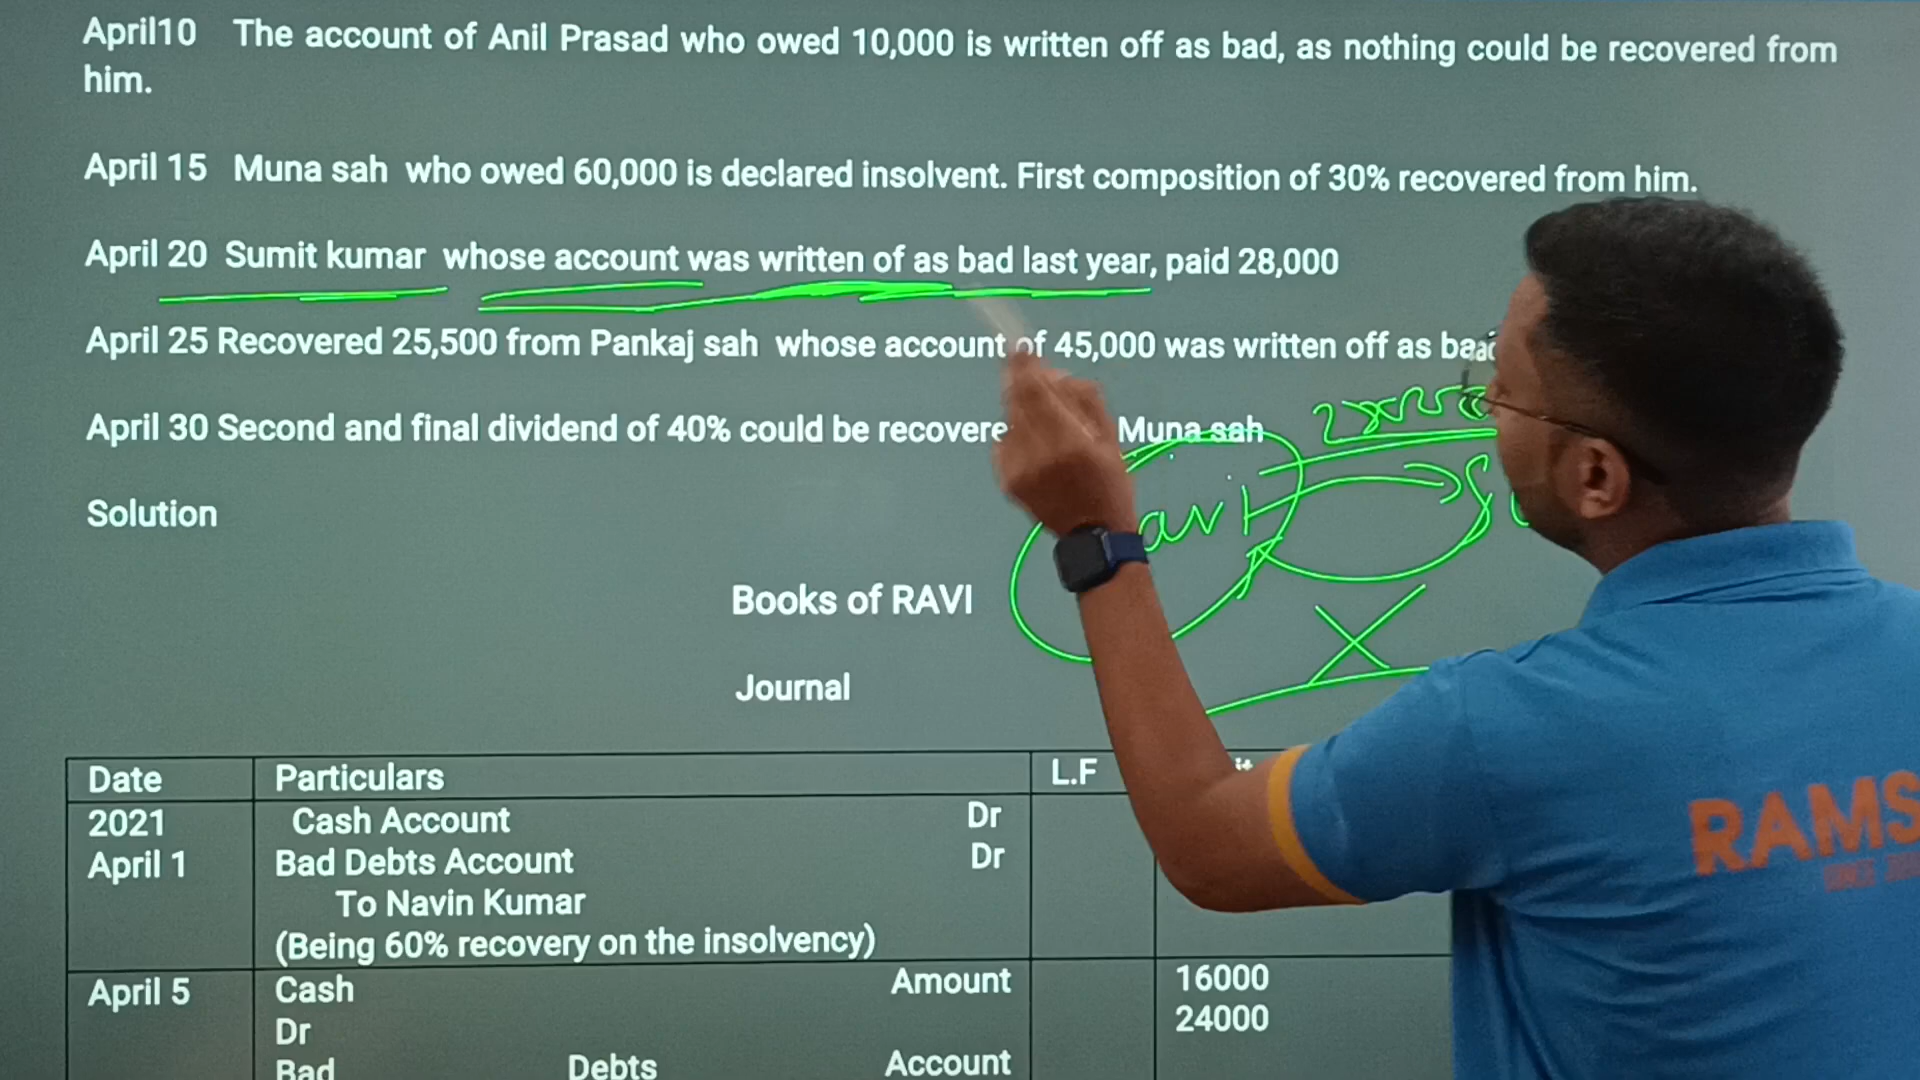 April10 The account of Anil Prasad who owed 10,000 is written off as bad, as nothing could be recovered from
him.
April 15 Muna sah who owed 60,000 is declared insolvent. First composition of 30% recovered from him.
April 20 Sumit kumar whose account was written of as bad last year, paid 28,000
April 25 Recovered 25,500 from Pankaj sah whose account of 45,000 was written off as
April 30 Second and final dividend of 40% could be Muna sah
Solution
Books of RAVI
Journal
Date Particulars L.F
2021 Cash Account Dr
April 1 Bad Debts Account Dr
To Navin Kumar
(Being 60% recovery on the insolvency)
April 5 Cash Amount 16000
Dr 24000
Bad Debts Account
RAMS